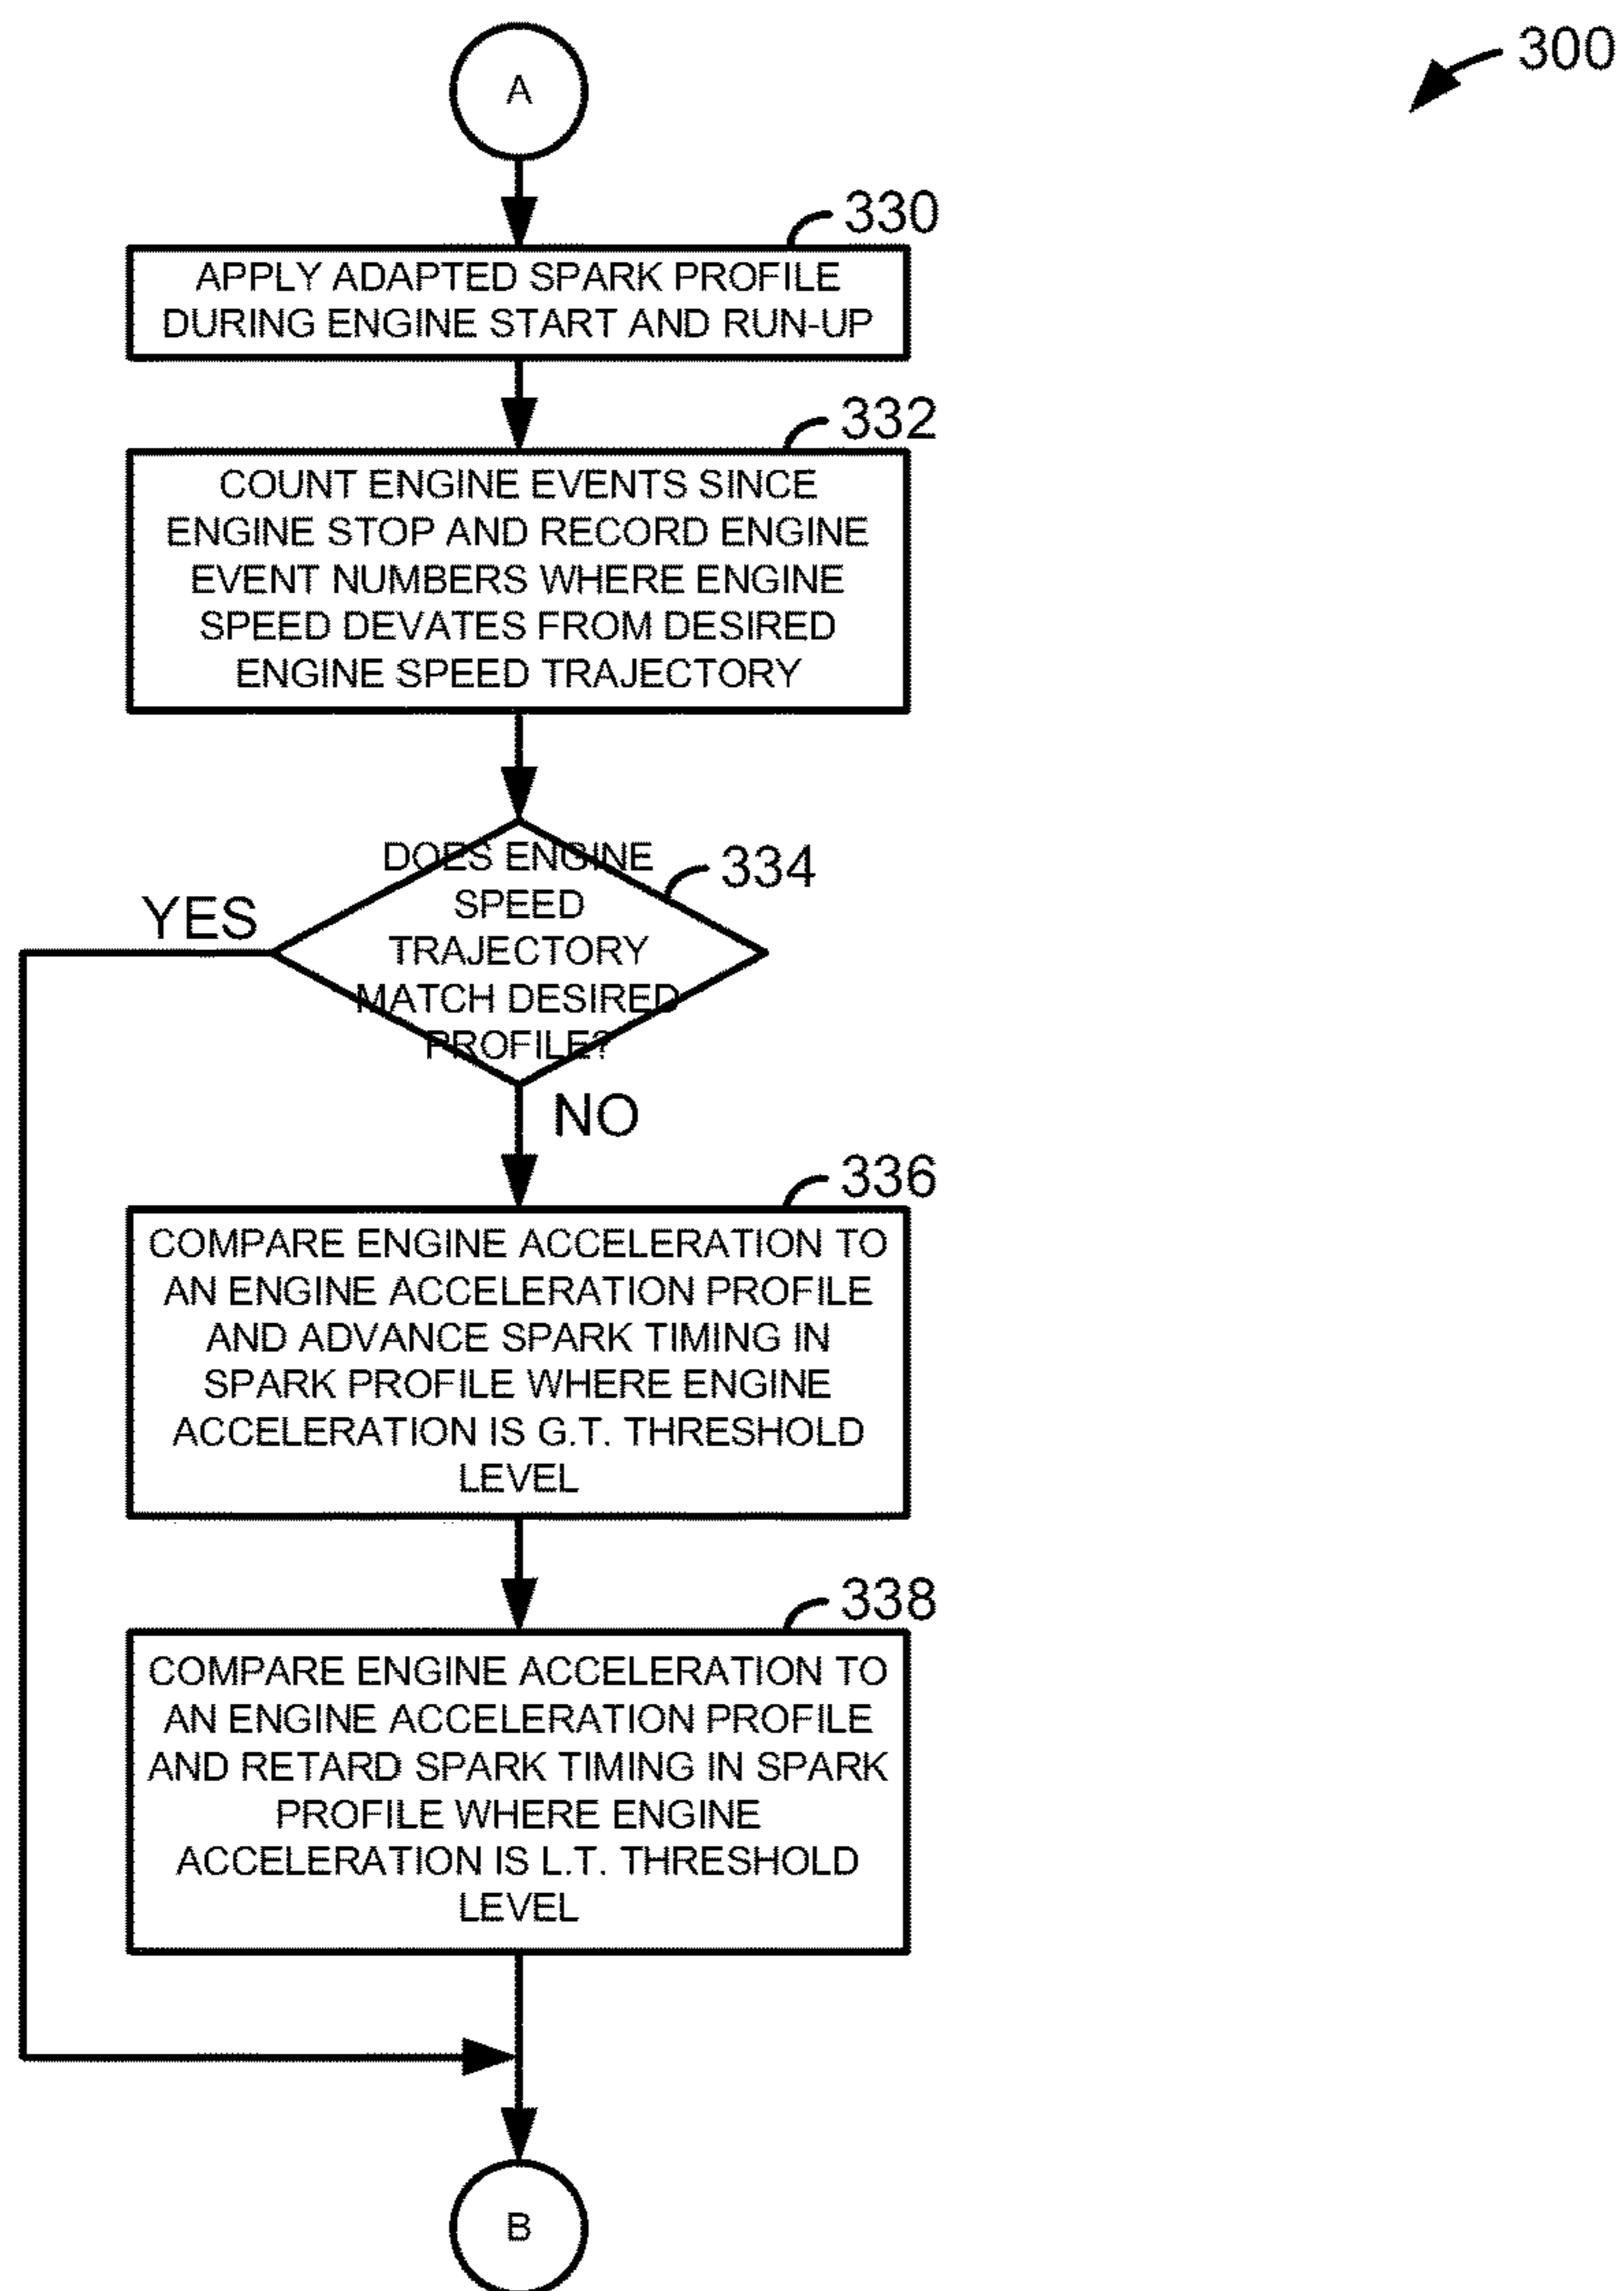 300
A
330
APPLY ADAPTED SPARK PROFILE
DURING ENGINE START AND RUN-UP
332
COUNT ENGINE EVENTS SINCE
ENGINE STOP AND RECORD ENGINE
EVENT NUMBERS WHERE ENGINE
SPEED DEVATES FROM DESIRED
ENGINE SPEED TRAJECTORY
334
DOES ENGINE
SPEED
TRAJECTORY
MATCH DESIRED
PROFILE?
YES
NO
336
COMPARE ENGINE ACCELERATION TO
AN ENGINE ACCELERATION PROFILE
AND ADVANCE SPARK TIMING IN
SPARK PROFILE WHERE ENGINE
ACCELERATION IS G.T. THRESHOLD
LEVEL
338
COMPARE ENGINE ACCELERATION TO
AN ENGINE ACCELERATION PROFILE
AND RETARD SPARK TIMING IN SPARK
PROFILE WHERE ENGINE
ACCELERATION IS L.T. THRESHOLD
LEVEL
B